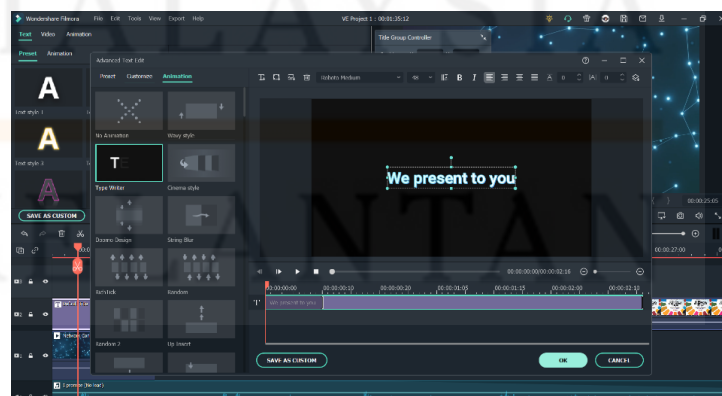 Wondershare Filmora File Edit Tools View Export Help VE Project 1 : 00:01:35:12
Text Video Animation
Title Group Controller
Preset Animation
Advanced Text Edit
Preset Customize Animation
Roboto Medium
B I
0 0
A
Text style 1
A
Text style 3
A
SAVE AS CUSTOM
No Animation Wavy style
T
Type Writer Cinema style
Domino Design String Blur
Random
Random 2 Up Insert
We present to you
00:00:25:05
00:00:27:00
00:00:00:00/00:00:02:16
00:00:00:00 00:00:00:10 00:00:00:20 00:00:01:05 00:00:01:15 00:00:02:00 00:00:02:10
T We present to you
SAVE AS CUSTOM OK CANCEL